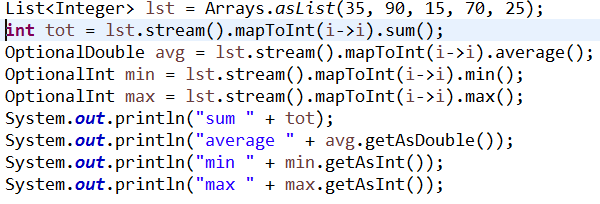 List<Integer> lst = Arrays.asList(35, 90, 15, 70, 25);
int tot = lst.stream().mapToInt(i->i).sum();
OptionalDouble avg = lst.stream().mapToInt(i->i).average();
OptionalInt min = lst.stream().mapToInt(i->i).min();
OptionalInt max = lst.stream().mapToInt(i->i).max();
System.out.println("sum " + tot);
System.out.println("average " + avg.getAsDouble());
System.out.println("min " + min.getAsInt());
System.out.println("max " + max.getAsInt());